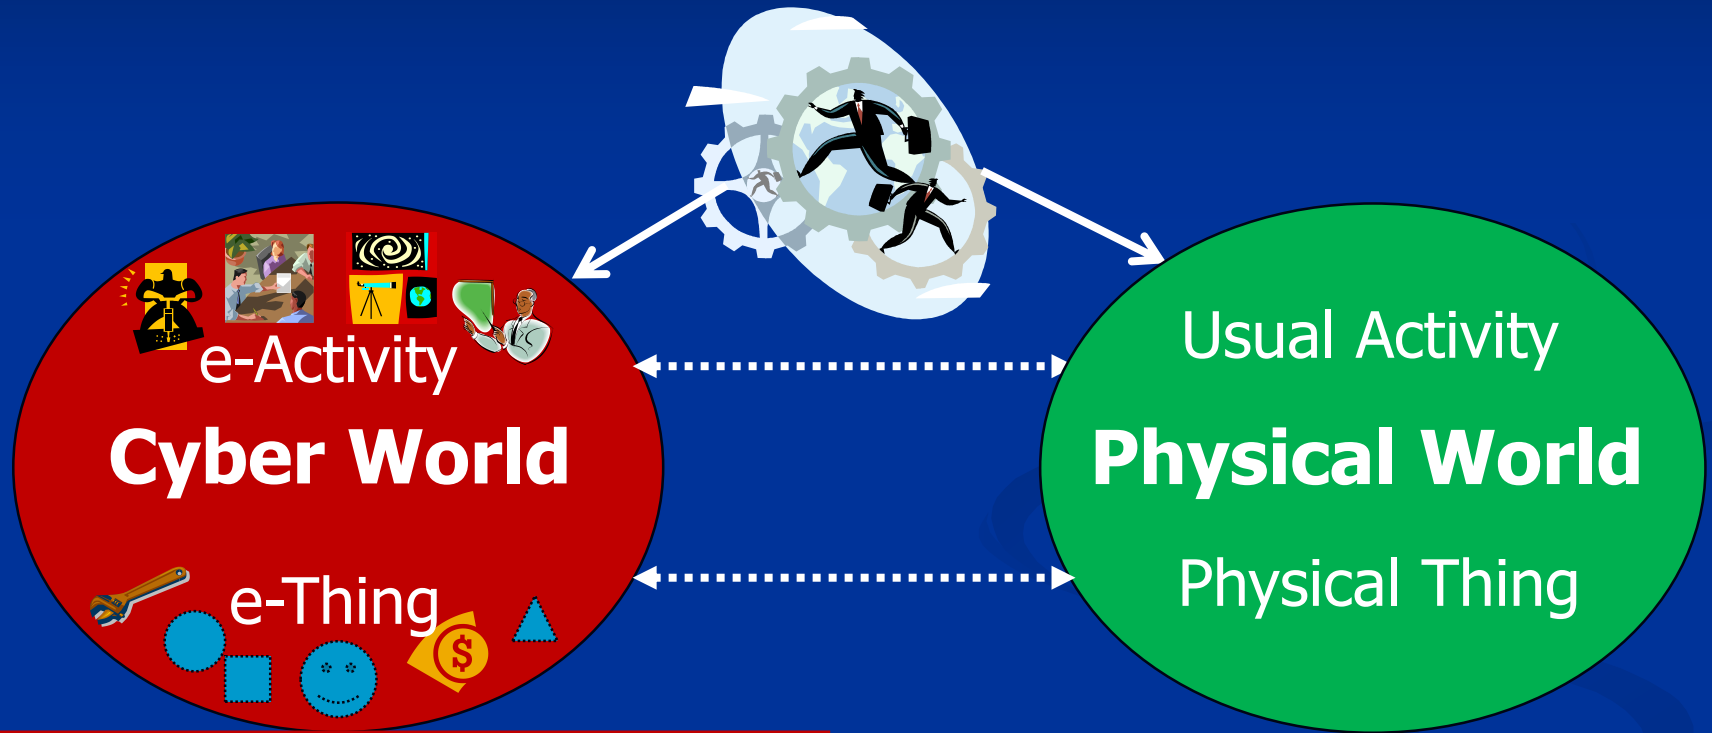 e-Activity
Cyber World
e-Thing
$
Usual Activity
Physical World
Physical Thing